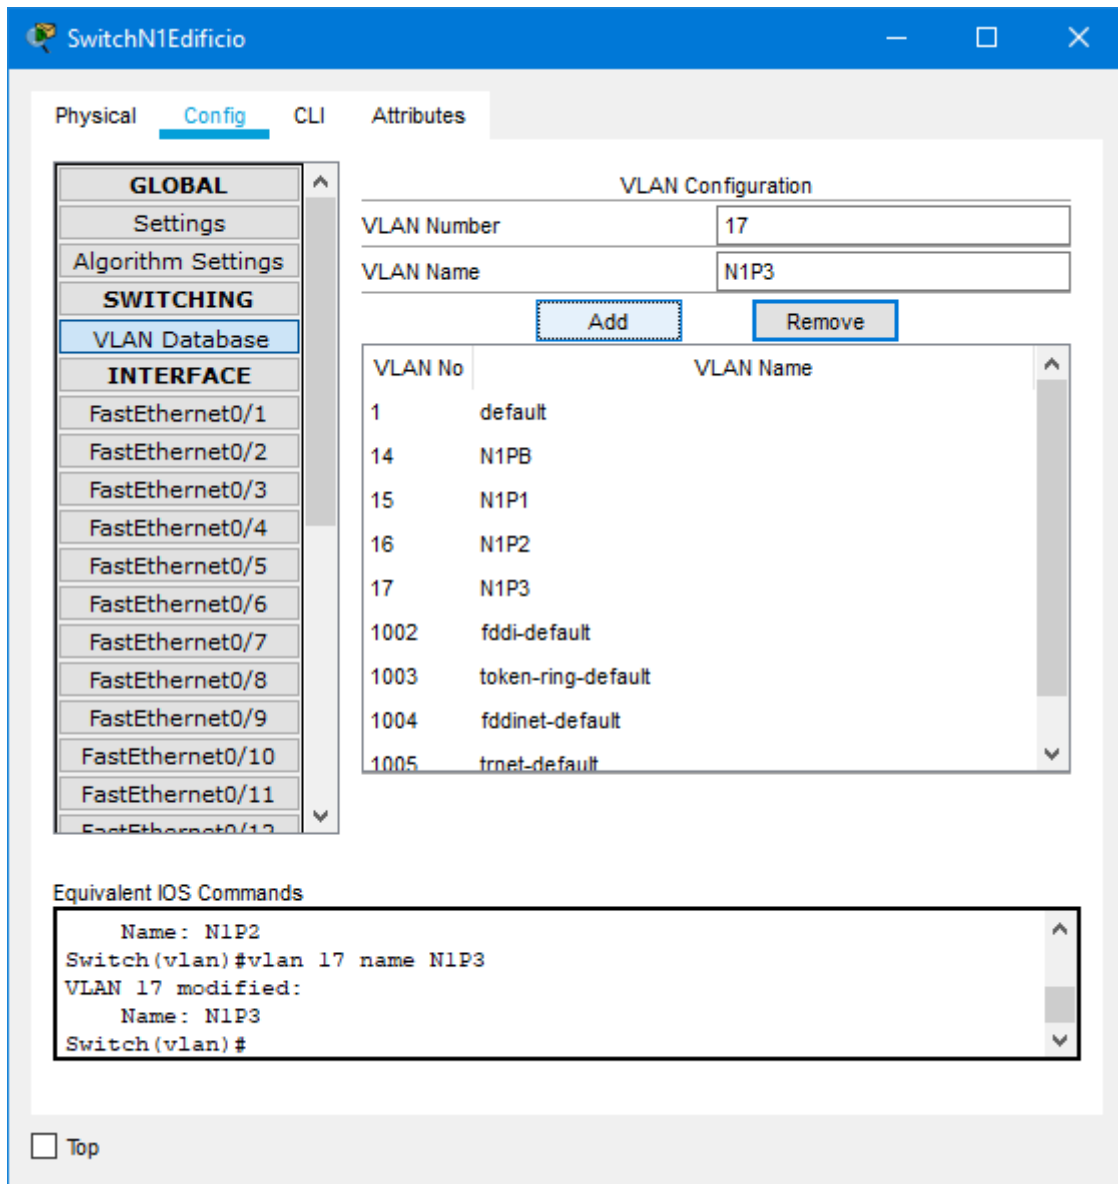 SwitchN1Edificio
Physical Config CLI Attributes
GLOBAL
Settings
Algorithm Settings
SWITCHING
VLAN Database
INTERFACE
FastEthernet0/1
FastEthernet0/2
FastEthernet0/3
FastEthernet0/4
FastEthernet0/5
FastEthernet0/6
FastEthernet0/7
FastEthernet0/8
FastEthernet0/9
FastEthernet0/10
FastEthernet0/11
FastEthernet0/12
VLAN Configuration
VLAN Number 17
VLAN Name N1P3
Add Remove
VLAN No VLAN Name
1 default
14 N1PB
15 N1P1
16 N1P2
17 N1P3
1002 fddi-default
1003 token-ring-default
1004 fddinet-default
1005 trnet-default
Equivalent IOS Commands
Name: N1P2
Switch(vlan)#vlan 17 name N1P3
VLAN 17 modified:
Name: N1P3
Switch(vlan)#
Top